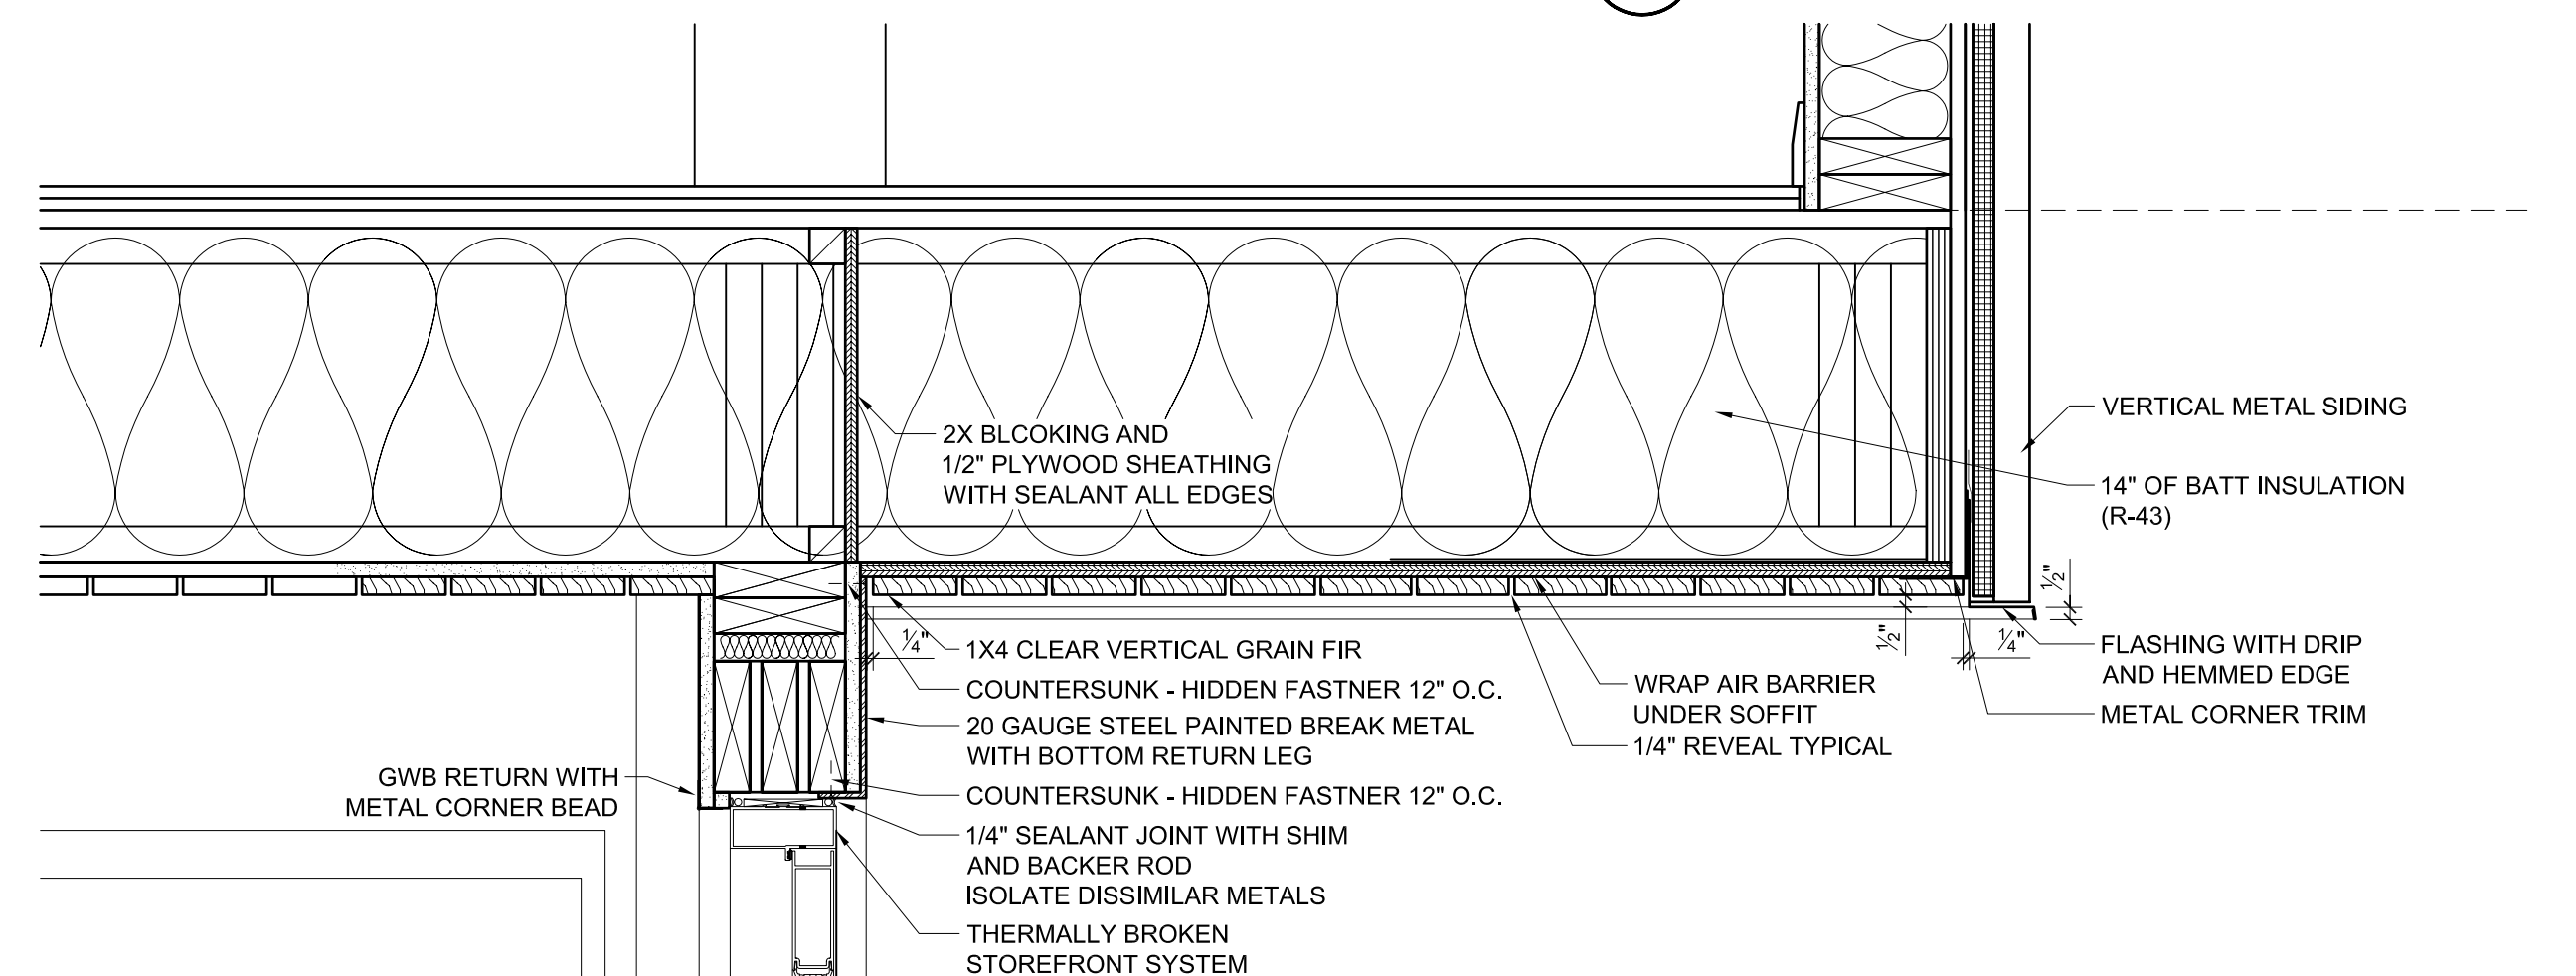 2X BLCOKING AND
1/2" PLYWOOD SHEATHING
WITH SEALANT ALL EDGES
VERTICAL METAL SIDING
14" OF BATT INSULATION
(R-43)
1/2"
1/2"
1/4"
1/4"
FLASHING WITH DRIP
AND HEMMED EDGE
METAL CORNER TRIM
1X4 CLEAR VERTICAL GRAIN FIR
COUNTERSUNK - HIDDEN FASTNER 12" O.C.
20 GAUGE STEEL PAINTED BREAK METAL
WITH BOTTOM RETURN LEG
COUNTERSUNK - HIDDEN FASTNER 12" O.C.
1/4" SEALANT JOINT WITH SHIM
AND BACKER ROD
ISOLATE DISSIMILAR METALS
THERMALLY BROKEN
STOREFRONT SYSTEM
WRAP AIR BARRIER
UNDER SOFFIT
1/4" REVEAL TYPICAL
GWB RETURN WITH
METAL CORNER BEAD